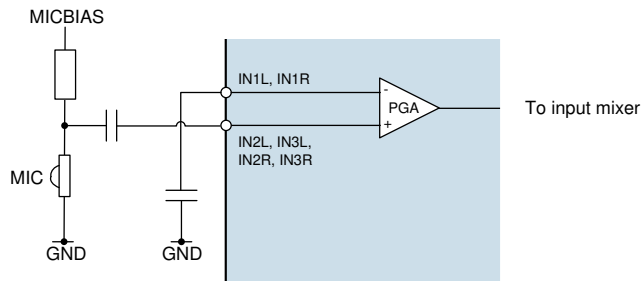 MICBIAS
IN1L, IN1R
-
PGA
+
To input mixer
IN2L, IN3L,
IN2R, IN3R
MIC
GND
GND